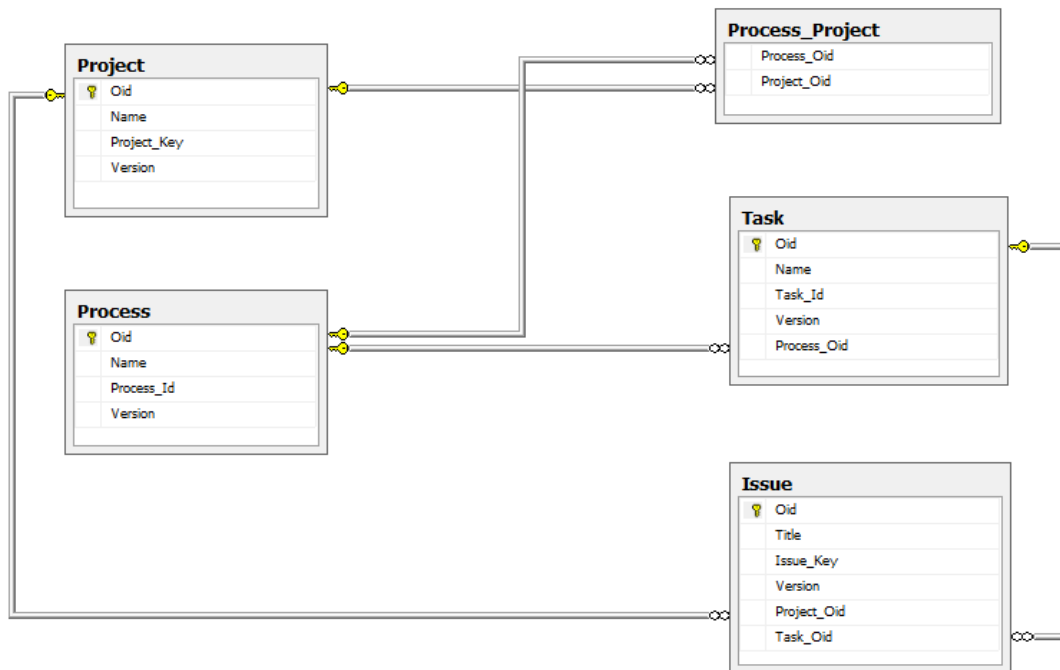 Project
Oid
Name
Project_Key
Version
Process_Project
Process_Oid
Project_Oid
Process
Oid
Name
Process_Id
Version
Task
Oid
Name
Task_Id
Version
Process_Oid
Issue
Oid
Title
Issue_Key
Version
Project_Oid
Task_Oid